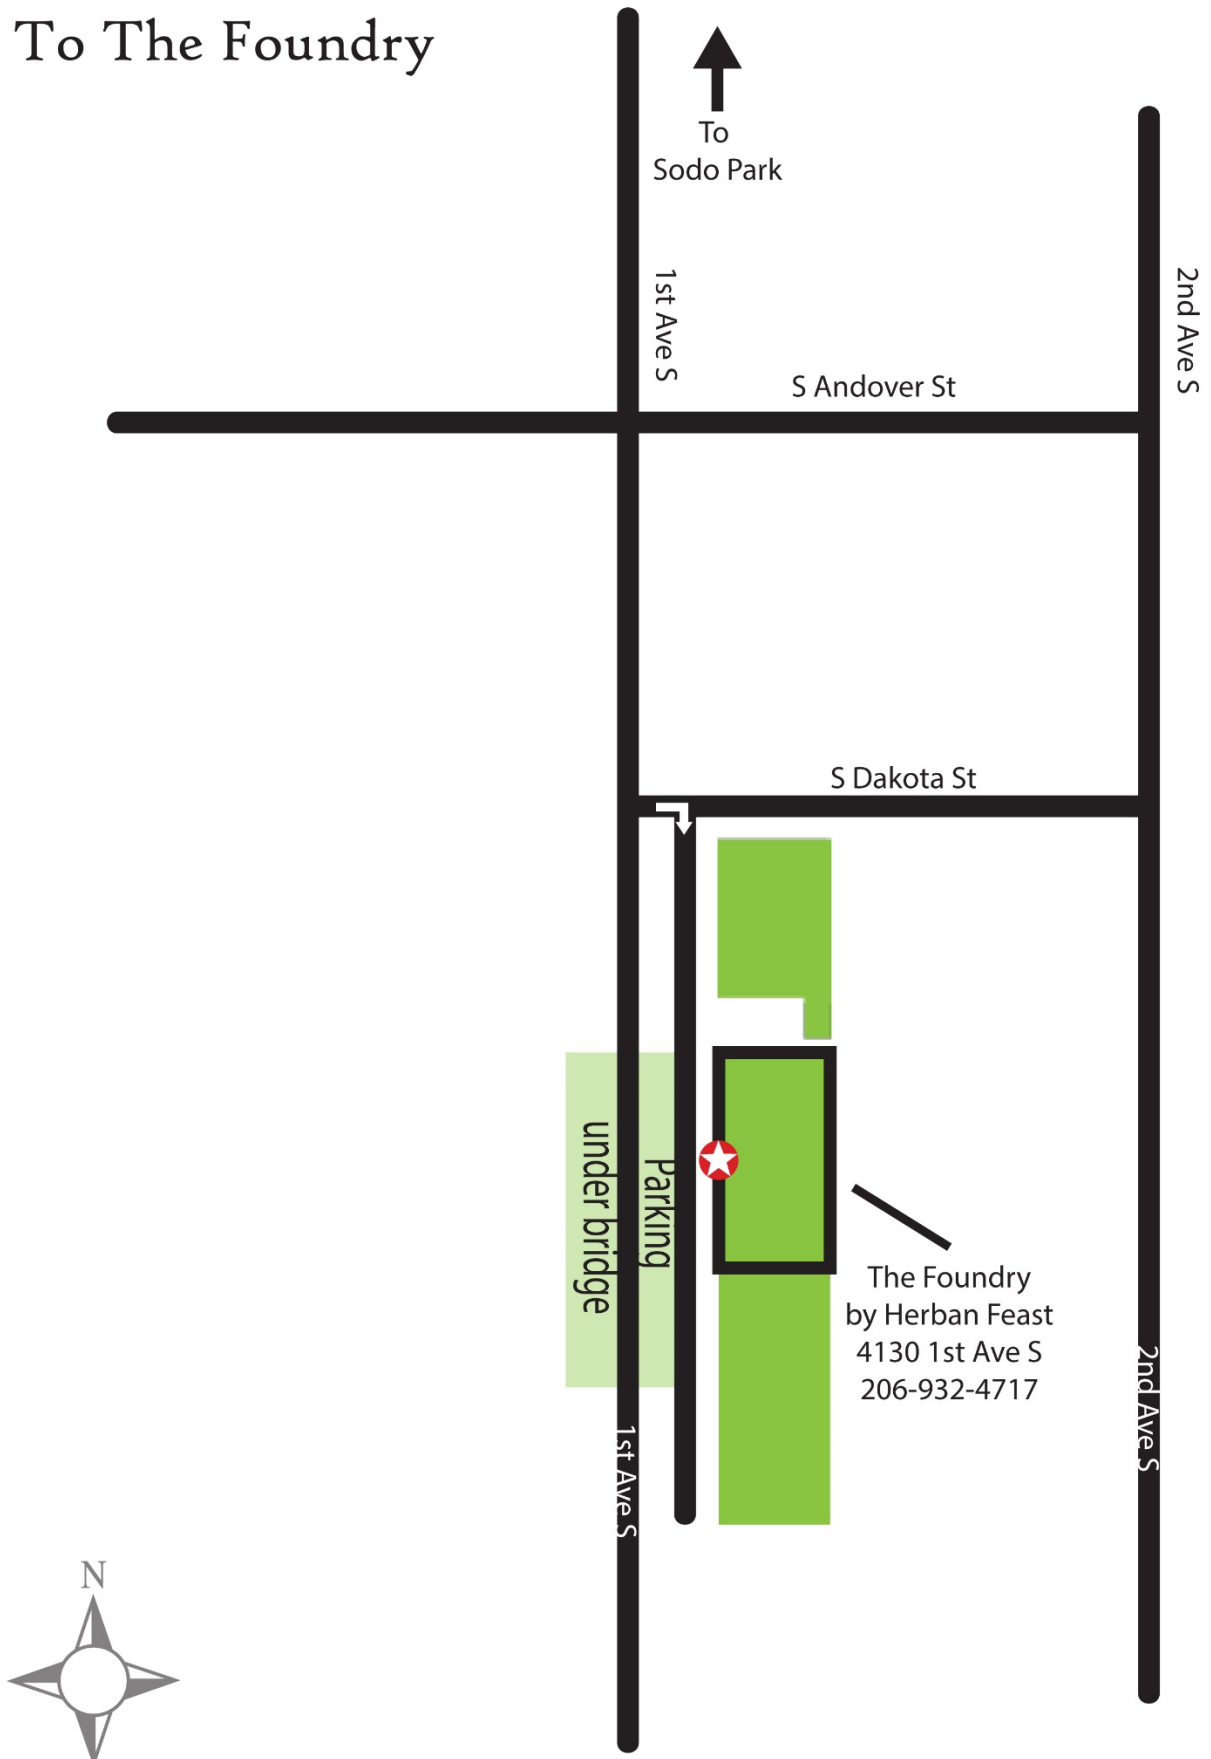 To The Foundry
To
Sodo Park
1st Ave S
2nd Ave S
S Andover St
S Dakota St
Parking
under bridge
The Foundry
by Herban Feast
4130 1st Ave S
206-932-4717
2nd Ave S
1st Ave S
N